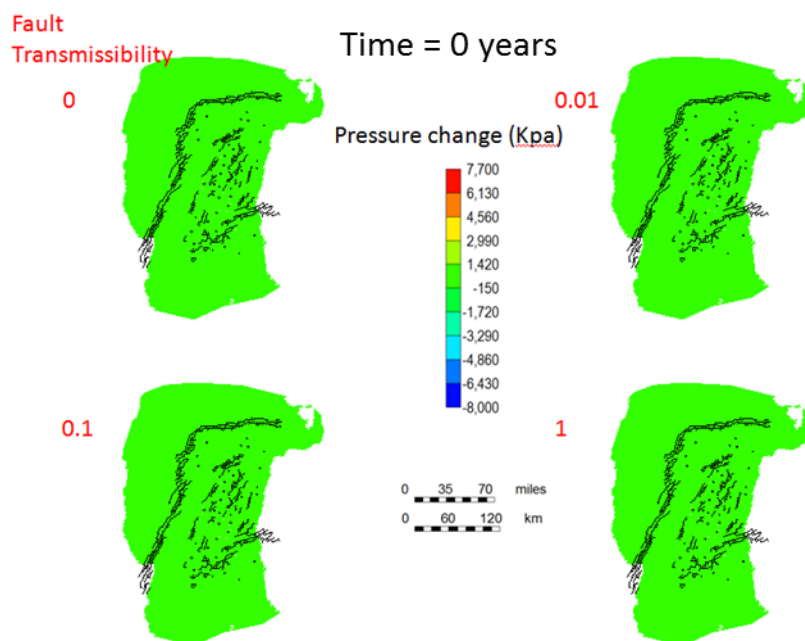 Fault
Transmissibility
Time = 0 years
0
0.01
Pressure change (Kpa)
7,700
6,130
4,560
2,990
1,420
-150
-1,720
-3,290
-4,860
-6,430
-8,000
0.1
1
0 35 70 miles
0 60 120 km